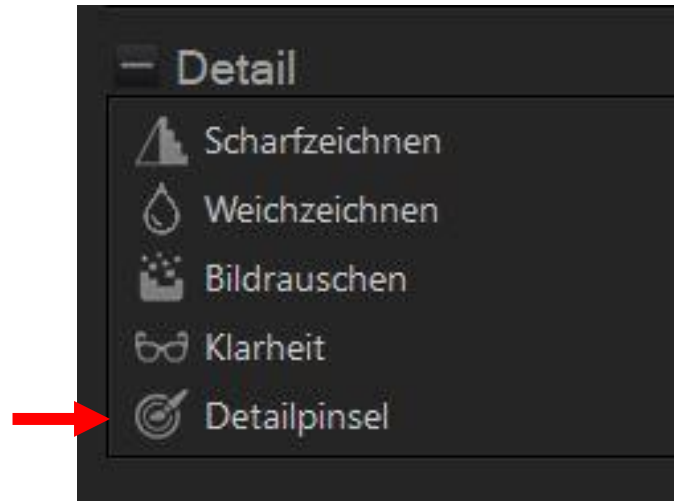 Detail
Scharfzeichnen
Weichzeichnen
Bildrauschen
Klarheit
Detailpinsel